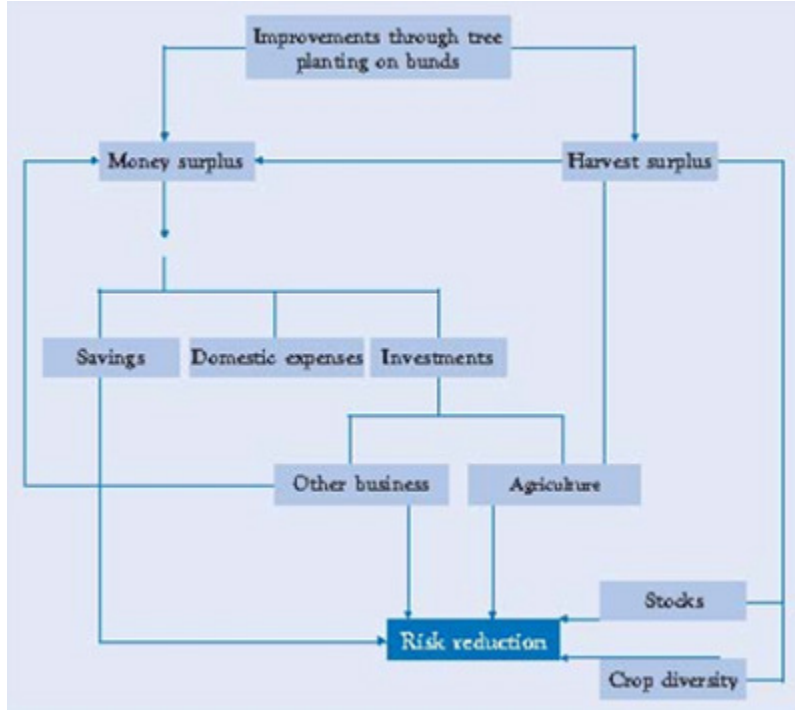 Improvements through tree
planting on bunds
Money surplus
Harvest surplus
Savings
Domestic expenses
Investments
Other business
Agriculture
Stocks
Risk reduction
Crop diversity